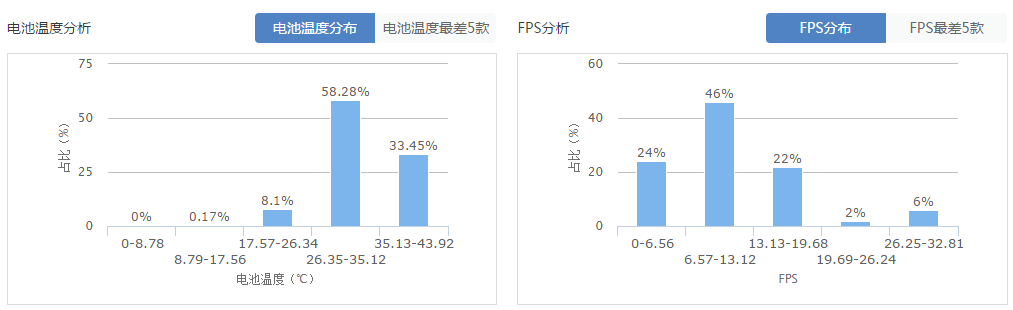 电池温度分析
电池温度分布
电池温度最差5款
75
50
25
0
占比（%）
0%
0.17%
8.1%
58.28%
33.45%
0-8.78
8.79-17.56
17.57-26.34
26.35-35.12
35.13-43.92
电池温度（℃）
FPS分析
FPS分布
FPS最差5款
60
40
20
0
占比（%）
24%
46%
22%
2%
6%
0-6.56
6.57-13.12
13.13-19.68
19.69-26.24
26.25-32.81
FPS